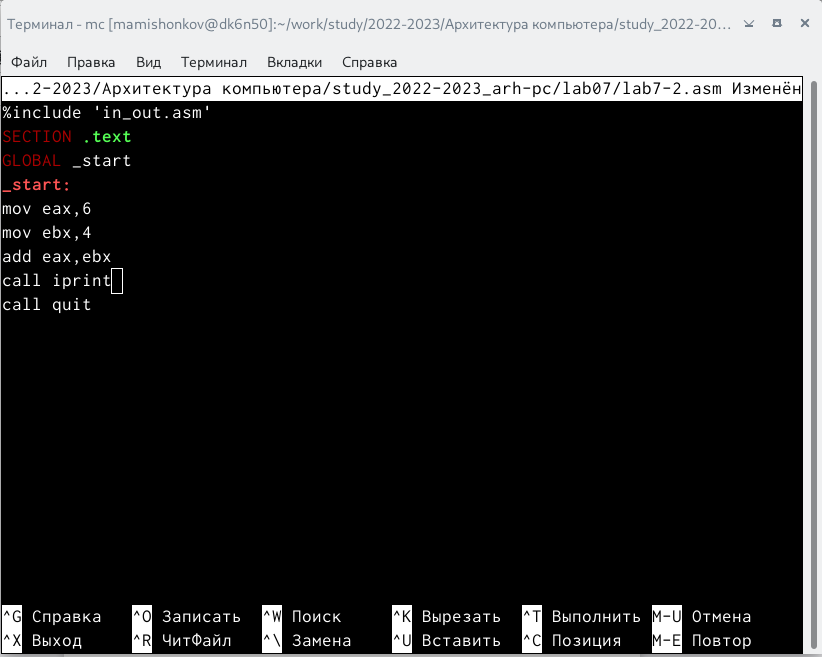 Терминал - mc [mamishonkov@dk6n50]:~/work/study/2022-2023/Архитектура компьютера/study_2022-20...
Файл Правка Вид Терминал Вкладки Справка
...2-2023/Архитектура компьютера/study_2022-2023_arh-pc/lab07/lab7-2.asm Изменён
%include 'in_out.asm'
SECTION .text
GLOBAL _start
_start:
mov eax,6
mov ebx,4
add eax,ebx
call iprint
call quit
^G Справка ^O Записать ^W Поиск ^K Вырезать ^T Выполнить M-U Отмена
^X Выход ^R ЧитФайл ^\ Замена ^U Вставить ^C Позиция M-E Повтор